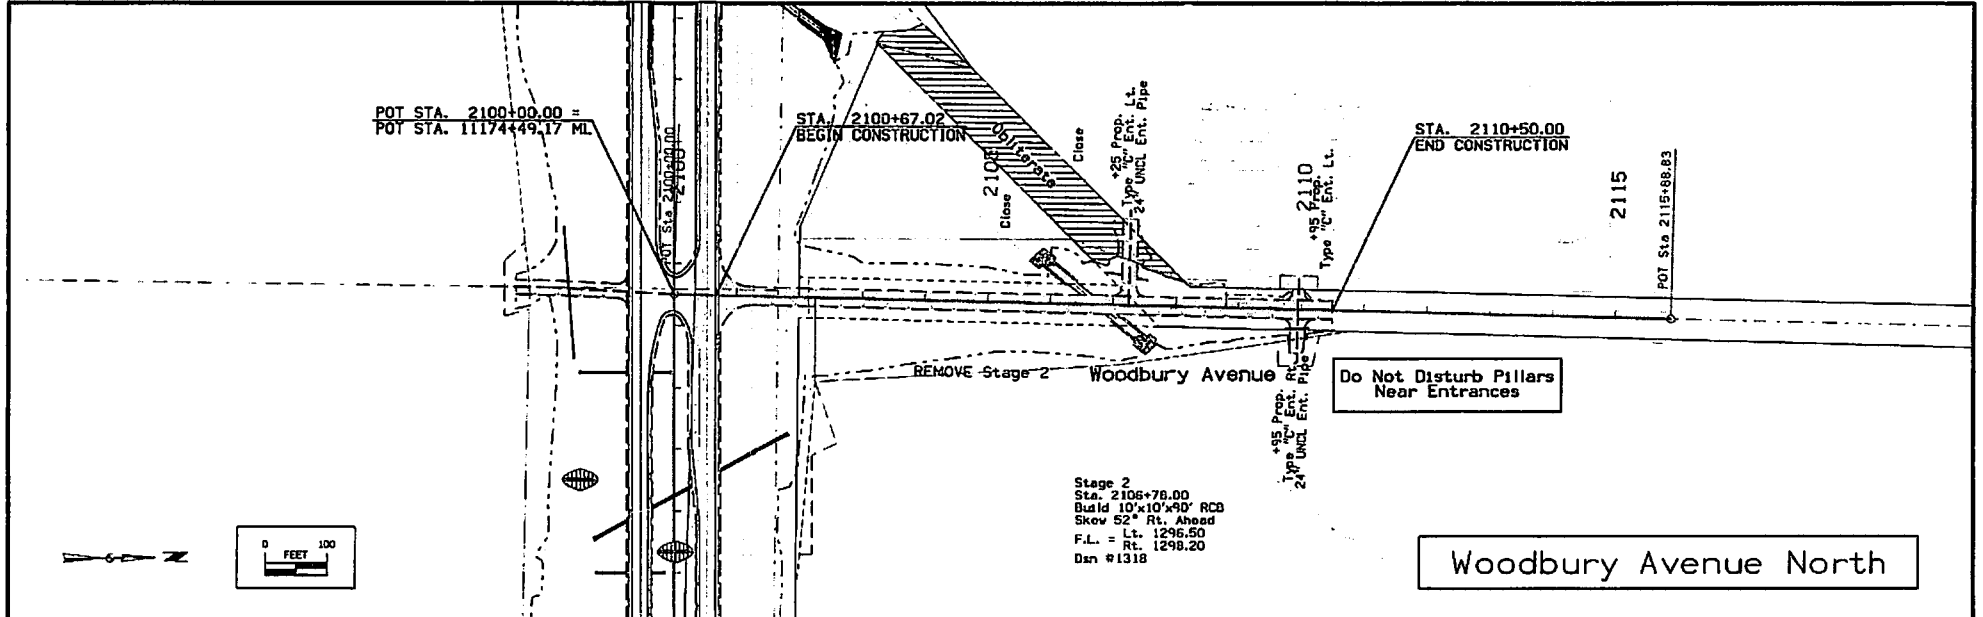 POT STA. 2100+00.00 =
POT STA. 11174+49.17 ML
POT Sta 2100+00.00
2100
STA. 2100+67.02
BEGIN CONSTRUCTION
Obliterate
Close
Close
+25 Prop.
Type "C" Ent. Lt.
24" UNCL Ent. Pipe
2110
+95 Prop.
Type "C" Ent. Lt.
STA. 2110+50.00
END CONSTRUCTION
2115
POT Sta 2115+88.83
REMOVE Stage 2
Woodbury Avenue
+95 Prop.
Type "C" Ent. Rt.
24" UNCL Ent. Pipe
Do Not Disturb Pillars
Near Entrances
Stage 2
Sta. 2106+78.00
Build 10'x10'x90' RCB
Skew 52° Rt. Ahead
F.L. = Lt. 1296.50
Rt. 1298.20
Dsn #1318
0 100
FEET
N
Woodbury Avenue North